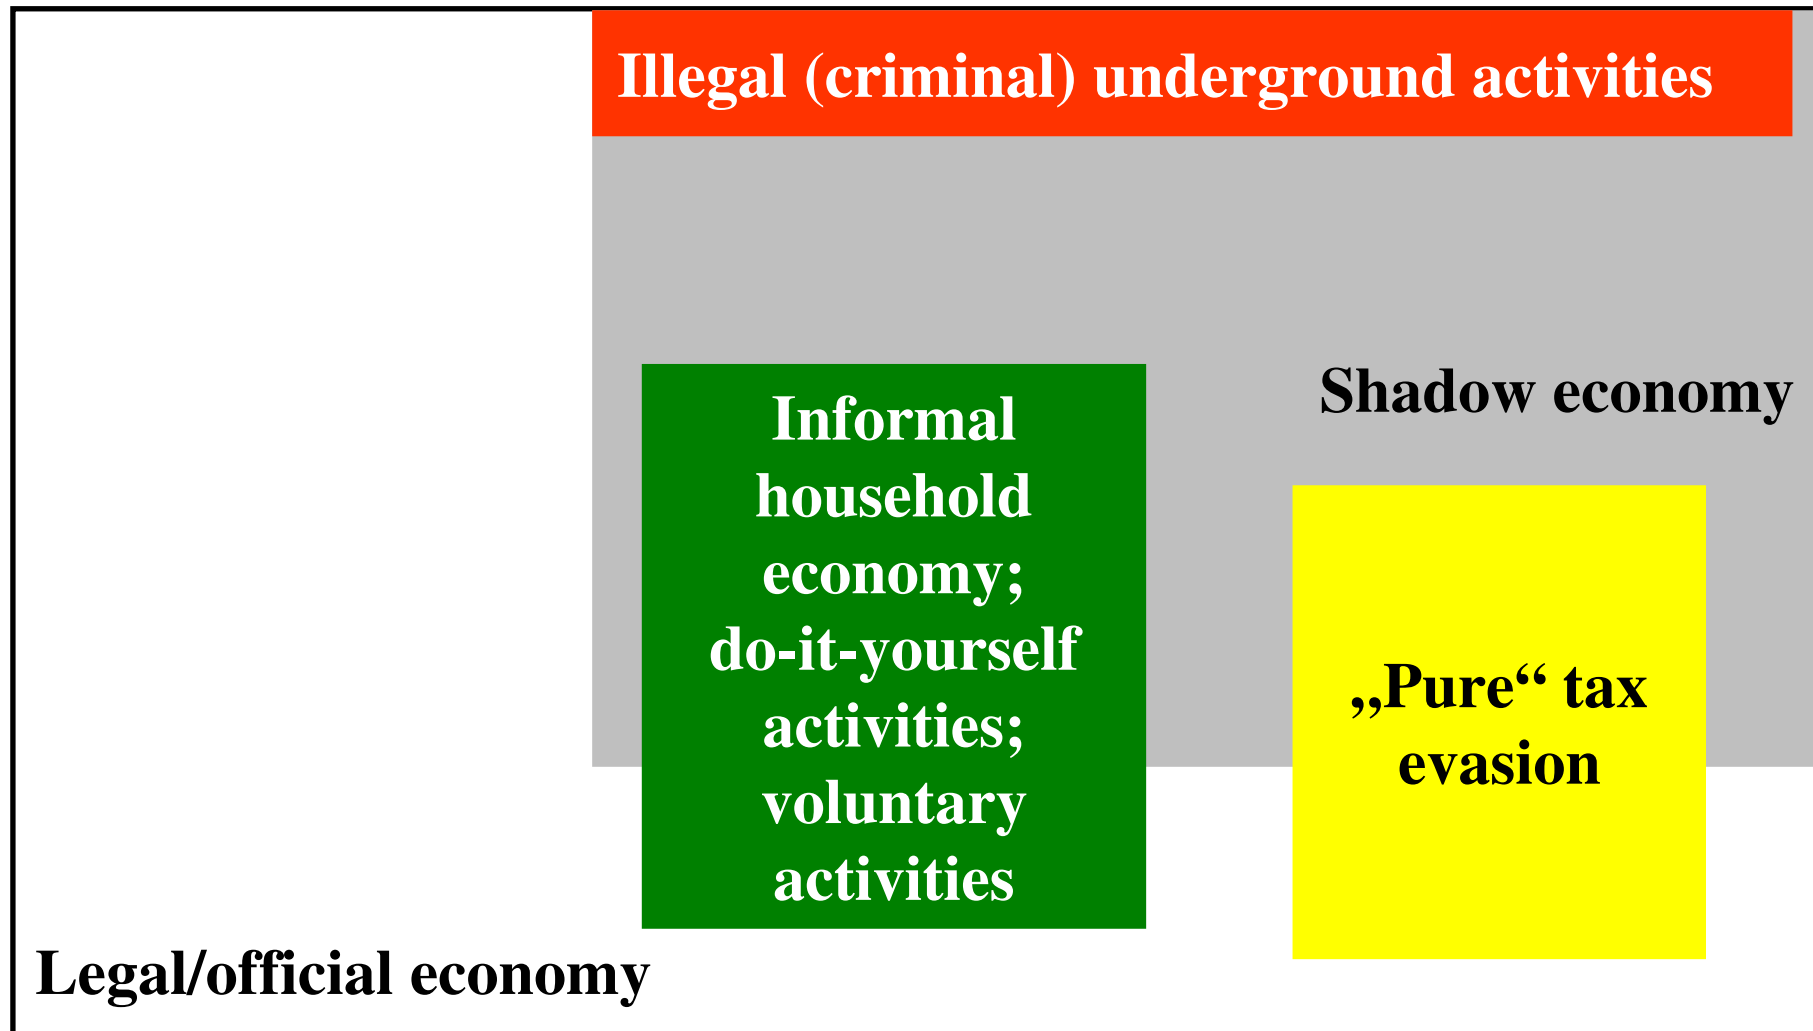 Illegal (criminal) underground activities
Shadow economy
Informal
household
economy;
do-it-yourself
activities;
voluntary
activities
„Pure“ tax
evasion
Legal/official economy